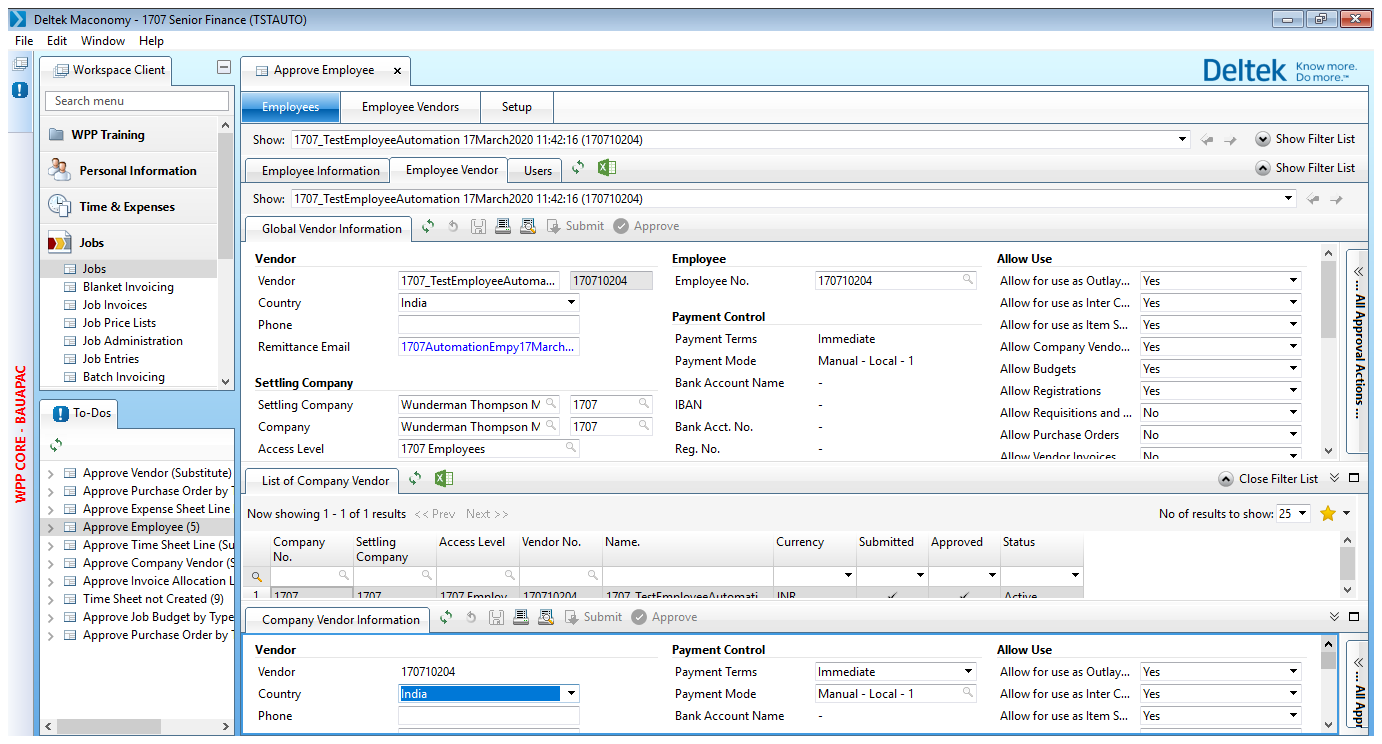 Deltek Maconomy - 1707 Senior Finance (TSTAUTO)
File Edit Window Help
WPP CORE - BAUAPAC
Workspace Client
Search menu
WPP Training
Personal Information
Time & Expenses
Jobs
Jobs
Blanket Invoicing
Job Invoices
Job Price Lists
Job Administration
Job Entries
Batch Invoicing
To-Dos
Approve Vendor (Substitute)
Approve Purchase Order by T
Approve Expense Sheet Line
Approve Employee (5)
Approve Time Sheet Line (Su
Approve Company Vendor (S
Approve Invoice Allocation L
Time Sheet not Created (9)
Approve Job Budget by Type
Approve Purchase Order by T
Approve Employee x
Deltek Know more. Do more.™
Employees Employee Vendors Setup
Show: 1707_TestEmployeeAutomation 17March2020 11:42:16 (170710204) Show Filter List
Employee Information Employee Vendor Users Show Filter List
Show: 1707_TestEmployeeAutomation 17March2020 11:42:16 (170710204)
Global Vendor Information Submit Approve
Vendor Employee Allow Use
Vendor 1707_TestEmployeeAutoma... 170710204 Employee No. 170710204 Allow for use as Outlay... Yes
Country India Allow for use as Inter C... Yes
Phone Payment Control Allow for use as Item S... Yes
Remittance Email 1707AutomationEmpy17March... Payment Terms Immediate Allow Company Vendo... Yes
Payment Mode Manual - Local - 1 Allow Budgets Yes
Settling Company Bank Account Name - Allow Registrations Yes
Settling Company Wunderman Thompson M 1707 IBAN - Allow Requisitions and ... No
Company Wunderman Thompson M 1707 Bank Acct. No. - Allow Purchase Orders No
Access Level 1707 Employees Reg. No. - Allow Vendor Invoices No
« ... All Approval Actions ...
List of Company Vendor Close Filter List
Now showing 1 - 1 of 1 results << Prev Next >> No of results to show: 25
Company No. Settling Company Access Level Vendor No. Name. Currency Submitted Approved Status
1 1707 1707 1707 Employ 170710204 1707_TestEmployeeAutomati INR ✓ ✓ Active
Company Vendor Information Submit Approve
Vendor Payment Control Allow Use
Vendor 170710204 Payment Terms Immediate Allow for use as Outlay... Yes
Country India Payment Mode Manual - Local - 1 Allow for use as Inter C... Yes
Phone Bank Account Name - Allow for use as Item S... Yes
« ... All Appr